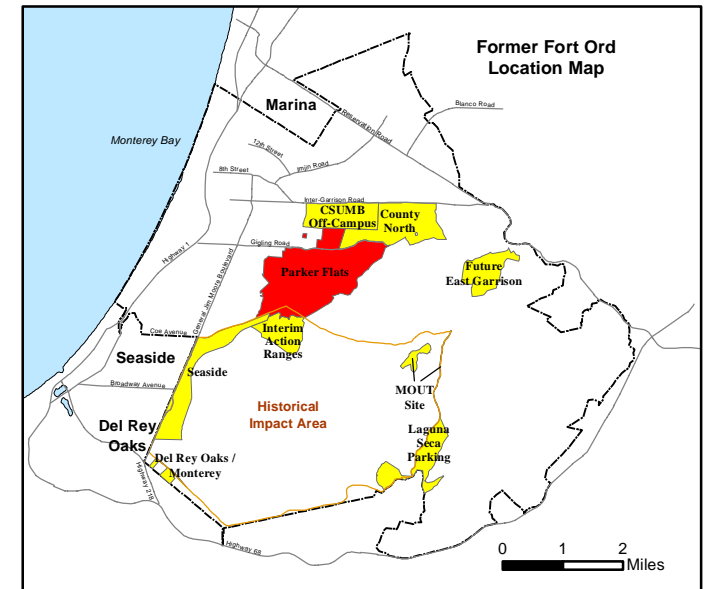 Former Fort Ord
Location Map
Marina
Blanco Road
Reservation Road
Monterey Bay
12th Street
Imjin Road
8th Street
Inter-Garrison Road
CSUMB
Off-Campus
County
North
Gigling Road
Highway 1
General Jim Moore Boulevard
Parker Flats
Future
East Garrison
Coe Avenue
Interim
Action
Ranges
Seaside
Seaside
Broadway Avenue
MOUT
Site
Historical
Impact Area
Del Rey
Oaks
Laguna
Seca
Parking
Del Rey Oaks /
Monterey
Highway 218
Highway 68
0 1 2
Miles